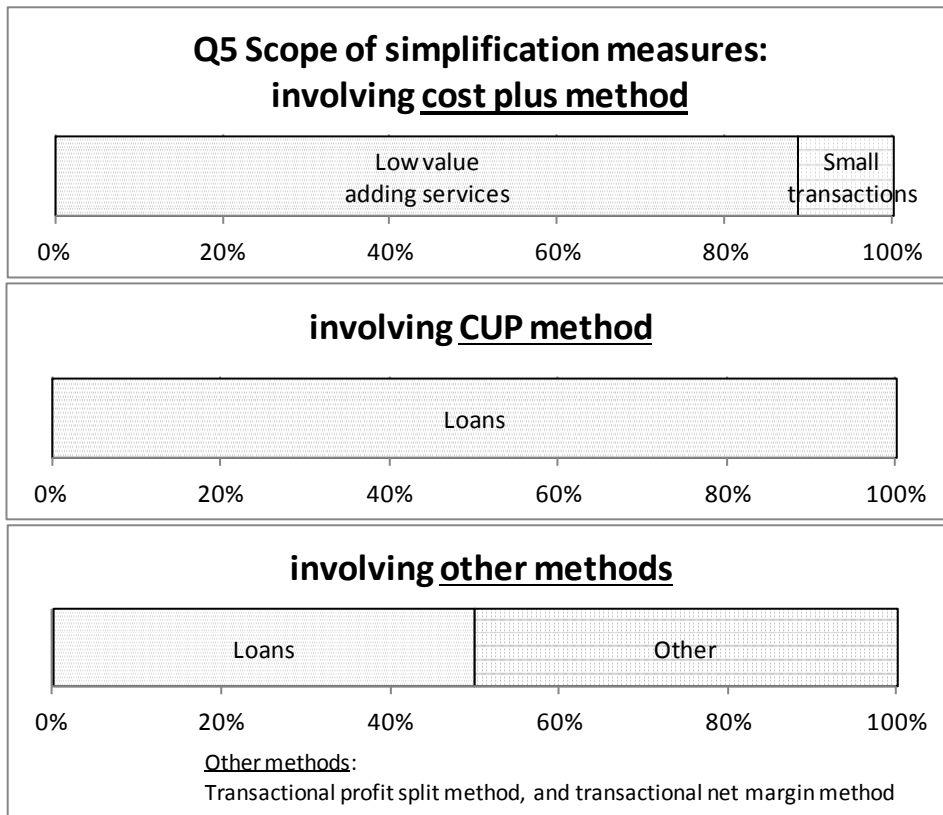 Q5 Scope of simplification measures:
involving cost plus method
Low value
adding services
Small
transactions
0% 20% 40% 60% 80% 100%
involving CUP method
Loans
0% 20% 40% 60% 80% 100%
involving other methods
Loans Other
0% 20% 40% 60% 80% 100%
Other methods:
Transactional profit split method, and transactional net margin method